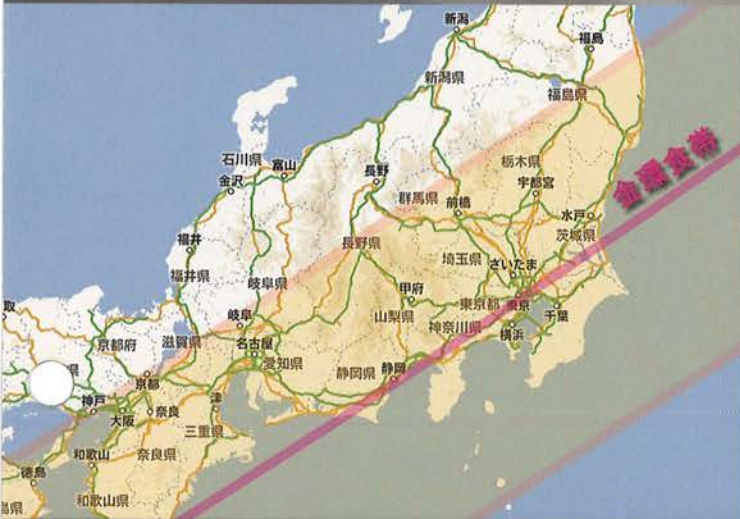 新潟
福島
新潟県
福島県
石川県
富山
金沢
長野
群馬県
前橋
栃木県
宇都宮
金環食帯
水戸
茨城県
福井
福井県
岐阜県
長野県
埼玉県
さいたま
甲府
山梨県
東京都
東京
千葉
神奈川県
横浜
取
京都府
滋賀県
岐阜
名古屋
愛知県
静岡県
静岡
県
京都
神戸
大阪
奈良
津
三重県
和歌山
奈良県
徳島
島県
和歌山県